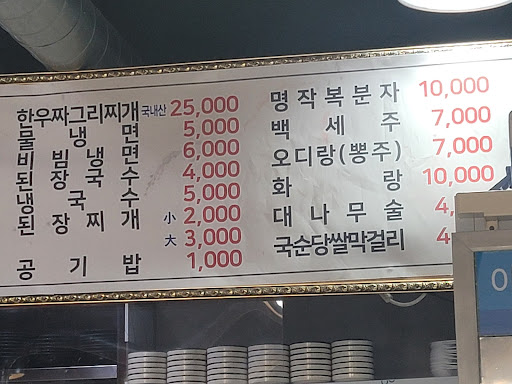 한우짜그리찌개 국내산 25,000
물 냉 면 5,000
비 빔 냉 면 6,000
된 장 국 수 4,000
냉 국 수 5,000
된 장 찌 개 小 2,000
大 3,000
공 기 밥 1,000
명 작 복 분 자 10,000
백 세 주 7,000
오디랑(뽕주) 7,000
화 랑 10,000
대 나 무 술 4,
국순당쌀막걸리 4
0